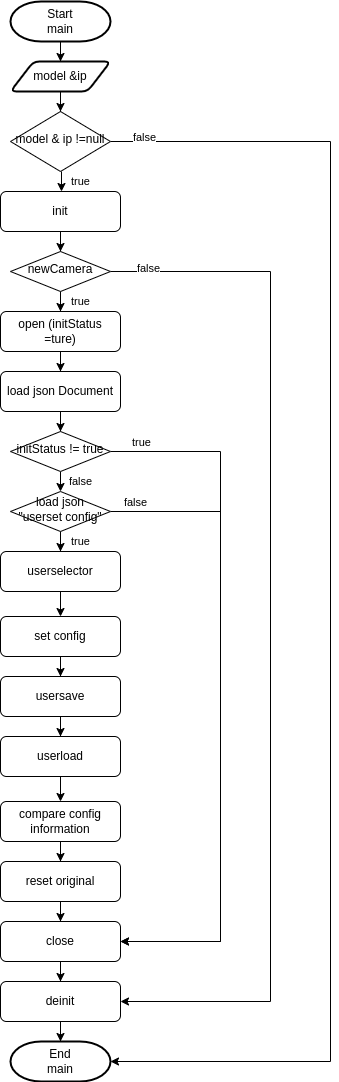 Start
main
model &ip
model & ip !=null
false
true
init
newCamera
false
true
open (initStatus
=ture)
load json Document
initStatus != true
true
false
load json
"userset config"
false
true
userselector
set config
usersave
userload
compare config
information
reset original
close
deinit
End
main